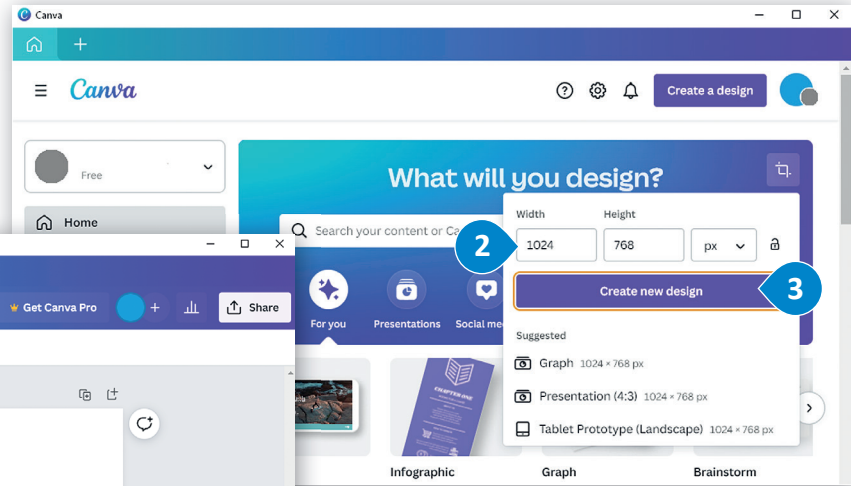 Canva
Canva
Create a design
Free
Home
What will you design?
Search your content or Ca
Width
Height
2
1024
768
px
Create new design
3
For you
Presentations
Social me
Suggested
Graph 1024 × 768 px
Presentation (4:3) 1024 × 768 px
Tablet Prototype (Landscape) 1024 × 768 px
CHAPTER ONE
Infographic
Graph
Brainstorm
Get Canva Pro
Share